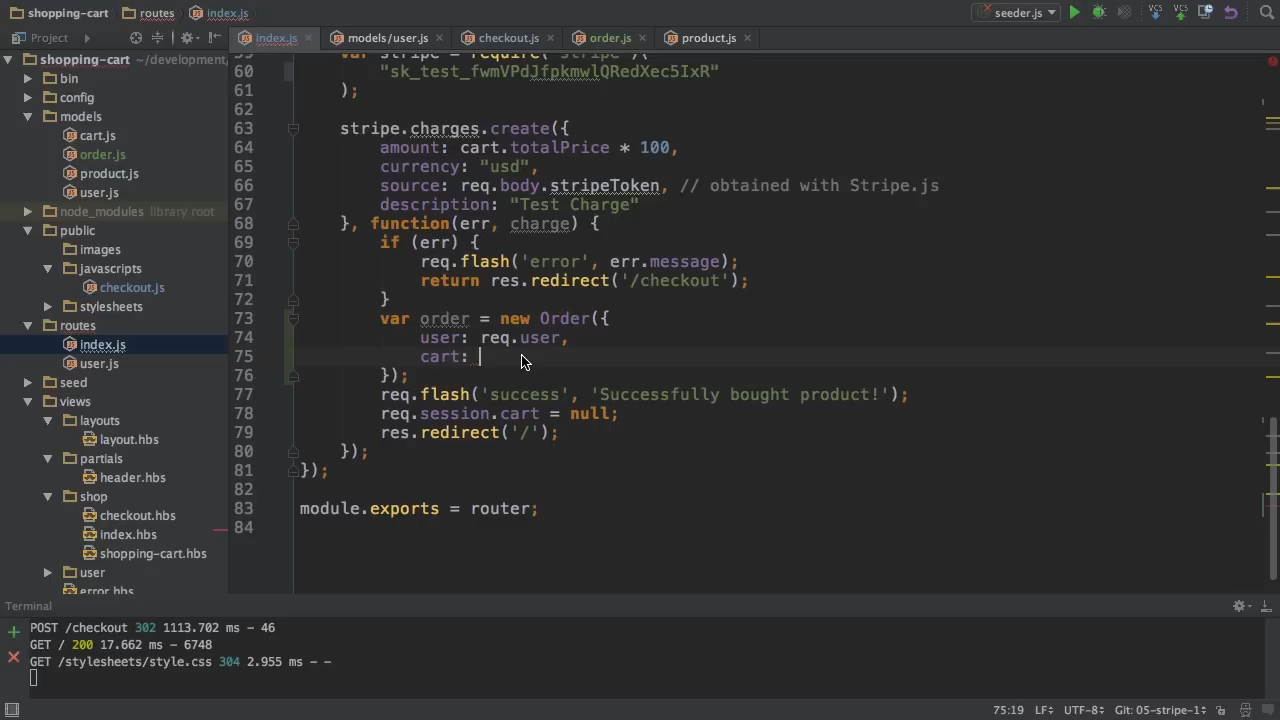 shopping-cart routes index.js seeder.js VCS VCS
Project index.js models/user.js checkout.js order.js product.js
shopping-cart ~/development/
bin
config
models
cart.js
order.js
product.js
user.js
node_modules library root
public
images
javascripts
checkout.js
stylesheets
routes
index.js
user.js
seed
views
layouts
layout.hbs
partials
header.hbs
shop
checkout.hbs
index.hbs
shopping-cart.hbs
user
error.hbs
59 var stripe = require("stripe")(
60 "sk_test_fwmVPdJfpkmwlQRedXec5IxR"
61 );
62
63 stripe.charges.create({
64 amount: cart.totalPrice * 100,
65 currency: "usd",
66 source: req.body.stripeToken, // obtained with Stripe.js
67 description: "Test Charge"
68 }, function(err, charge) {
69 if (err) {
70 req.flash('error', err.message);
71 return res.redirect('/checkout');
72 }
73 var order = new Order({
74 user: req.user,
75 cart:
76 });
77 req.flash('success', 'Successfully bought product!');
78 req.session.cart = null;
79 res.redirect('/');
80 });
81 });
82
83 module.exports = router;
84
Terminal
POST /checkout 302 1113.702 ms - 46
GET / 200 17.662 ms - 6748
GET /stylesheets/style.css 304 2.955 ms - -
75:19 LF÷ UTF-8÷ Git: 05-stripe-1÷